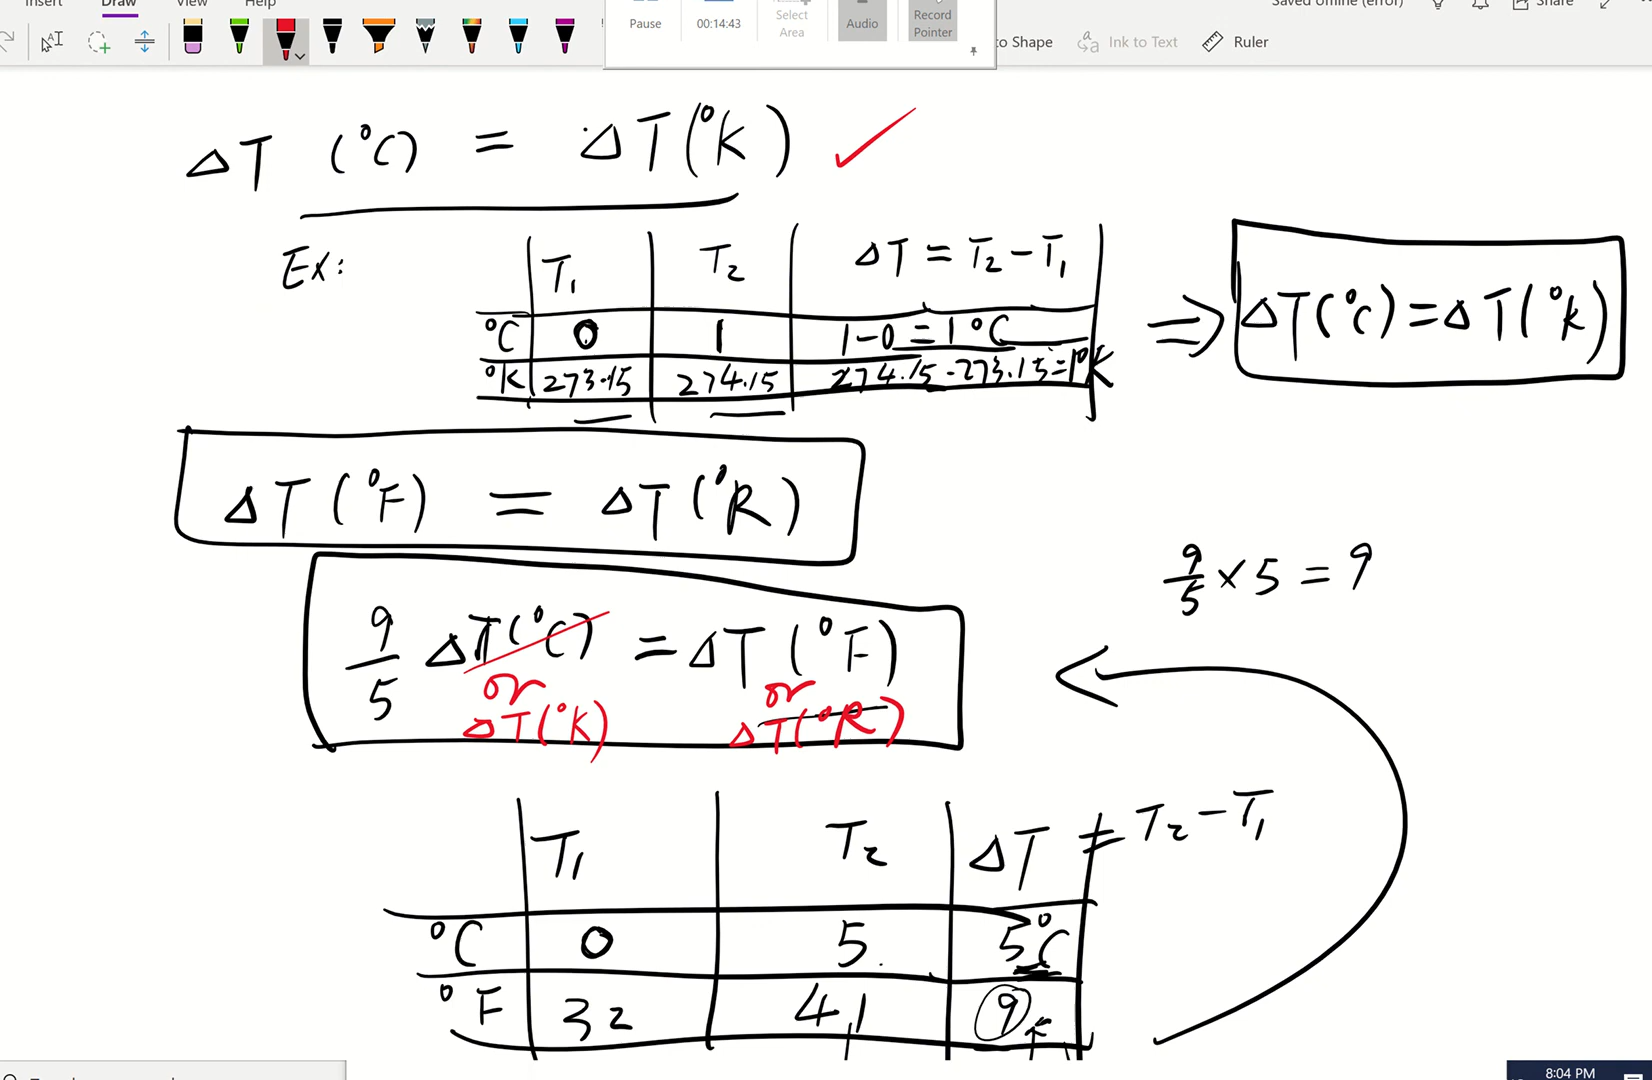 Insert Draw View Help
Pause 00:14:43 Select Area Audio Record Pointer
Saved offline (error) Share
to Shape Ink to Text Ruler
ΔT (°C) = ΔT(°K)
Ex:
T₁ T₂ ΔT = T₂ - T₁
°C 0 1 1-0 = 1°C
°K 273.15 274.15 274.15 - 273.15 = 1°K
⇒ ΔT(°C) = ΔT(°K)
ΔT (°F) = ΔT (°R)
9/5 × 5 = 9
9/5 ΔT(°C) = ΔT (°F)
or or
ΔT(°K) ΔT(°R)
T₁ T₂ ΔT = T₂ - T₁
°C 0 5 5°C
°F 32 41 9
8:04 PM